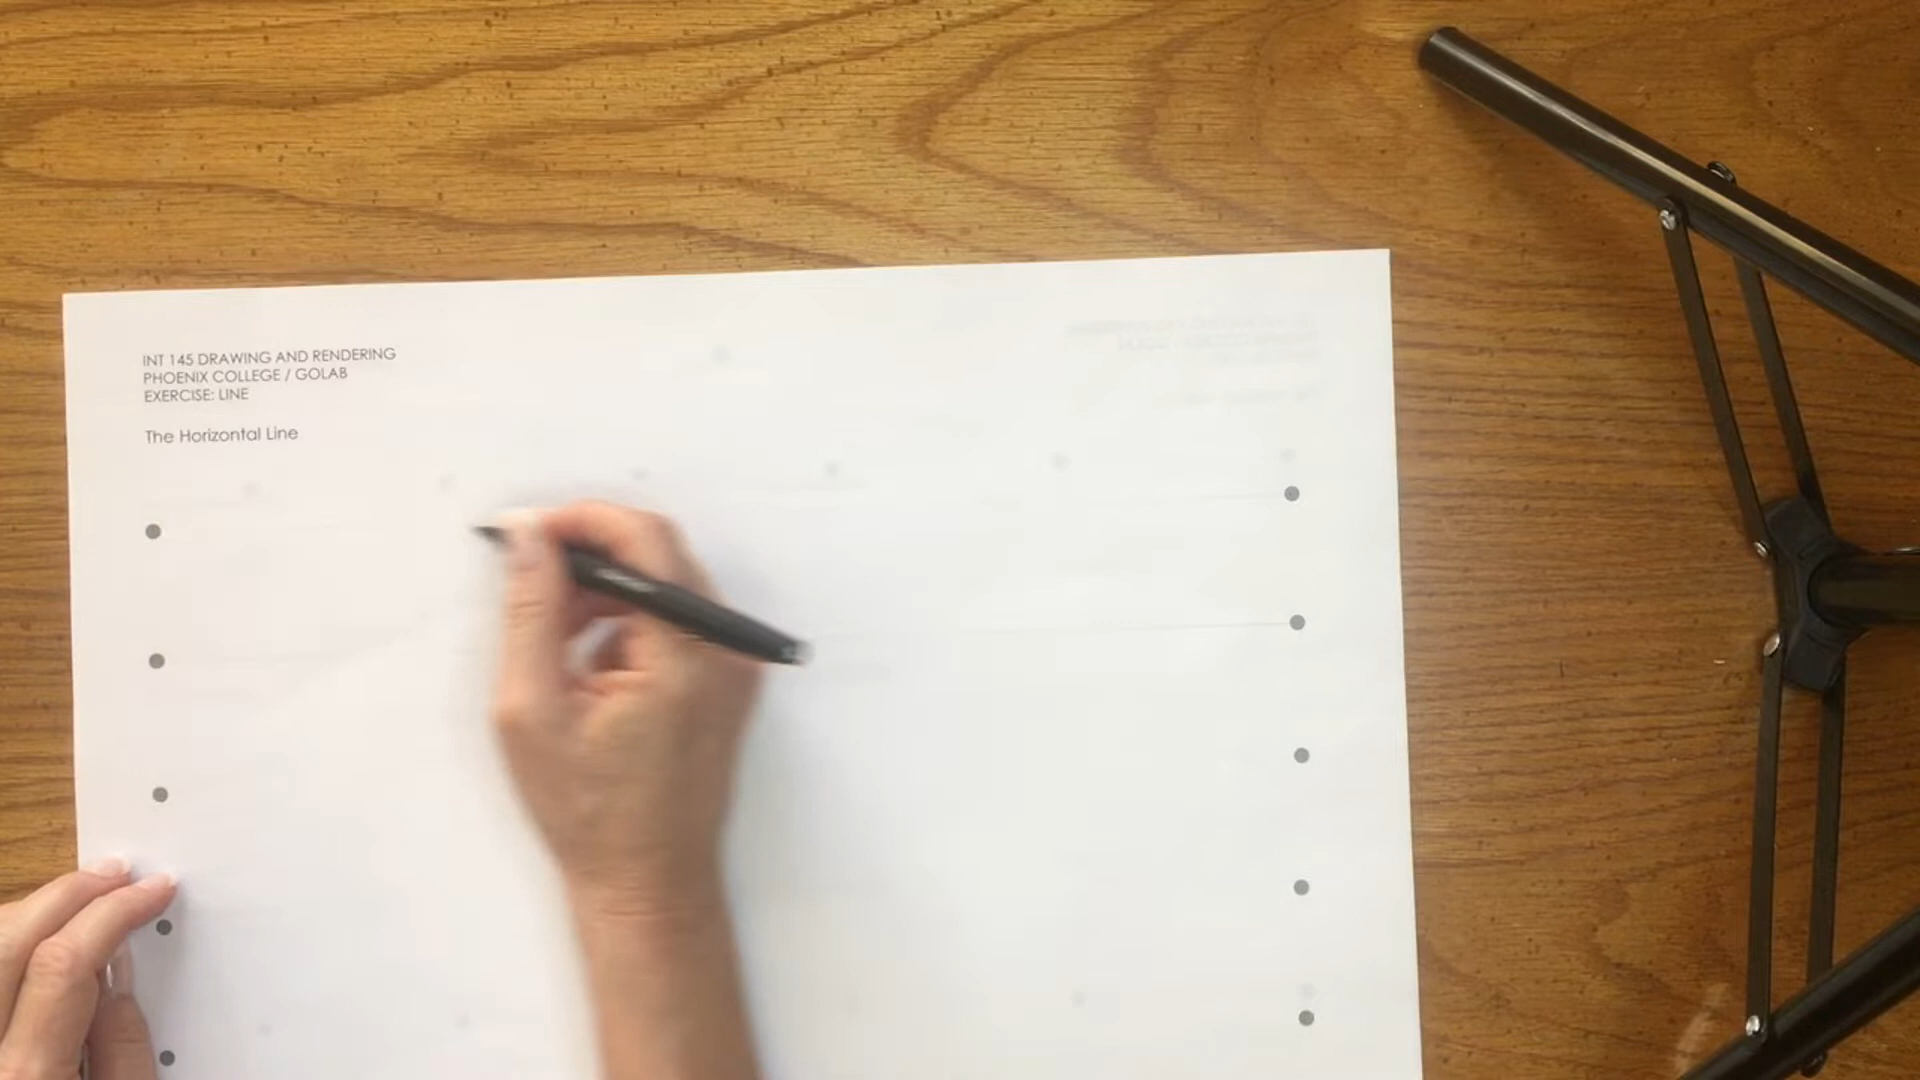 INT 145 DRAWING AND RENDERING
PHOENIX COLLEGE / GOLAB
EXERCISE: LINE
The Horizontal Line